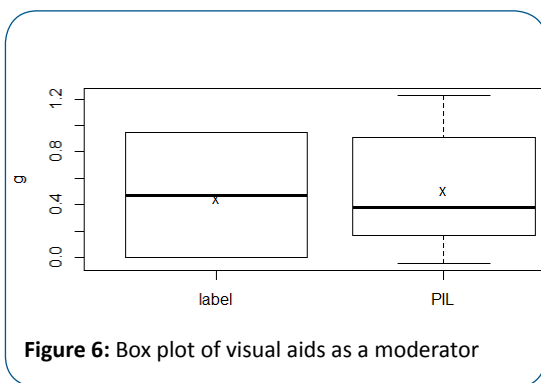 1.2
0.8
0.4
0.0
g
x
x
label
PIL
Figure 6: Box plot of visual aids as a moderator